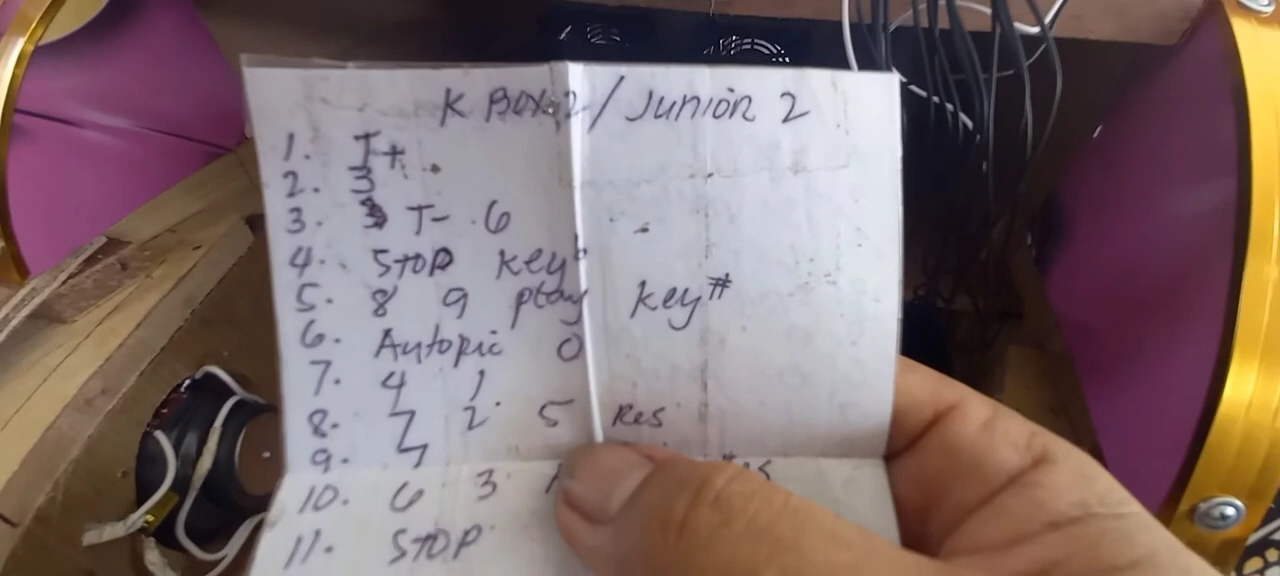 K BOX 2 / JUNIOR 2
1. T+
2. 3
3. T- 6
4. STOP key b
5. 8 9 play key #
6. Autopic 0
7. 4 1
8. 7 2 5 Res
9.
10. 6 3
11. STOP